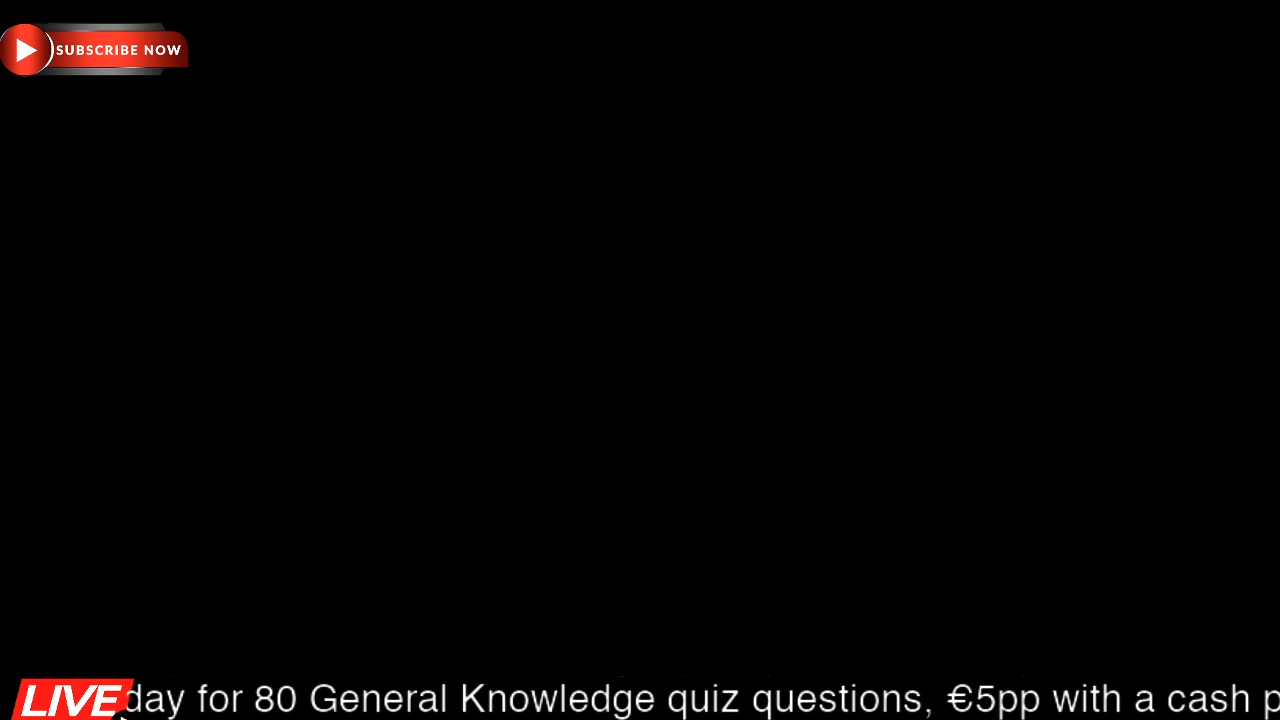 SUBSCRIBE NOW
LIVE day for 80 General Knowledge quiz questions, €5pp with a cash